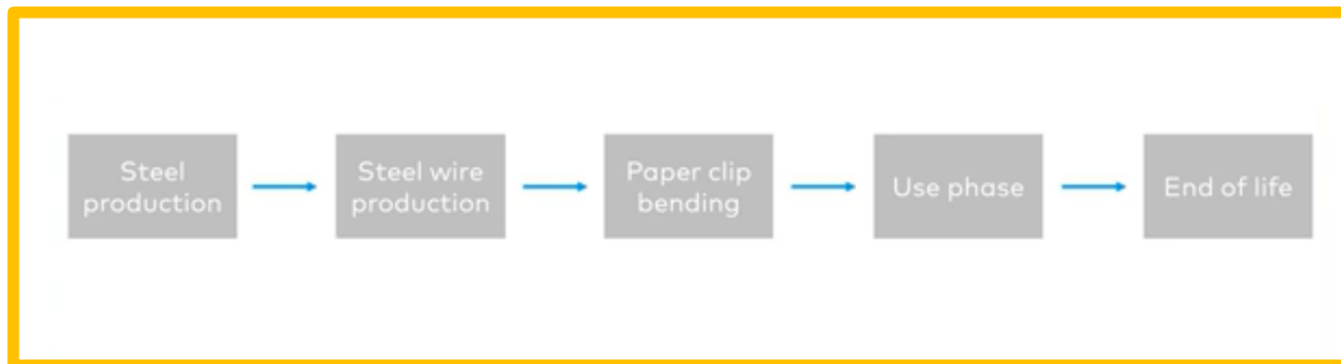 Steel
production
Steel wire
production
Paper clip
bending
Use phase
End of life